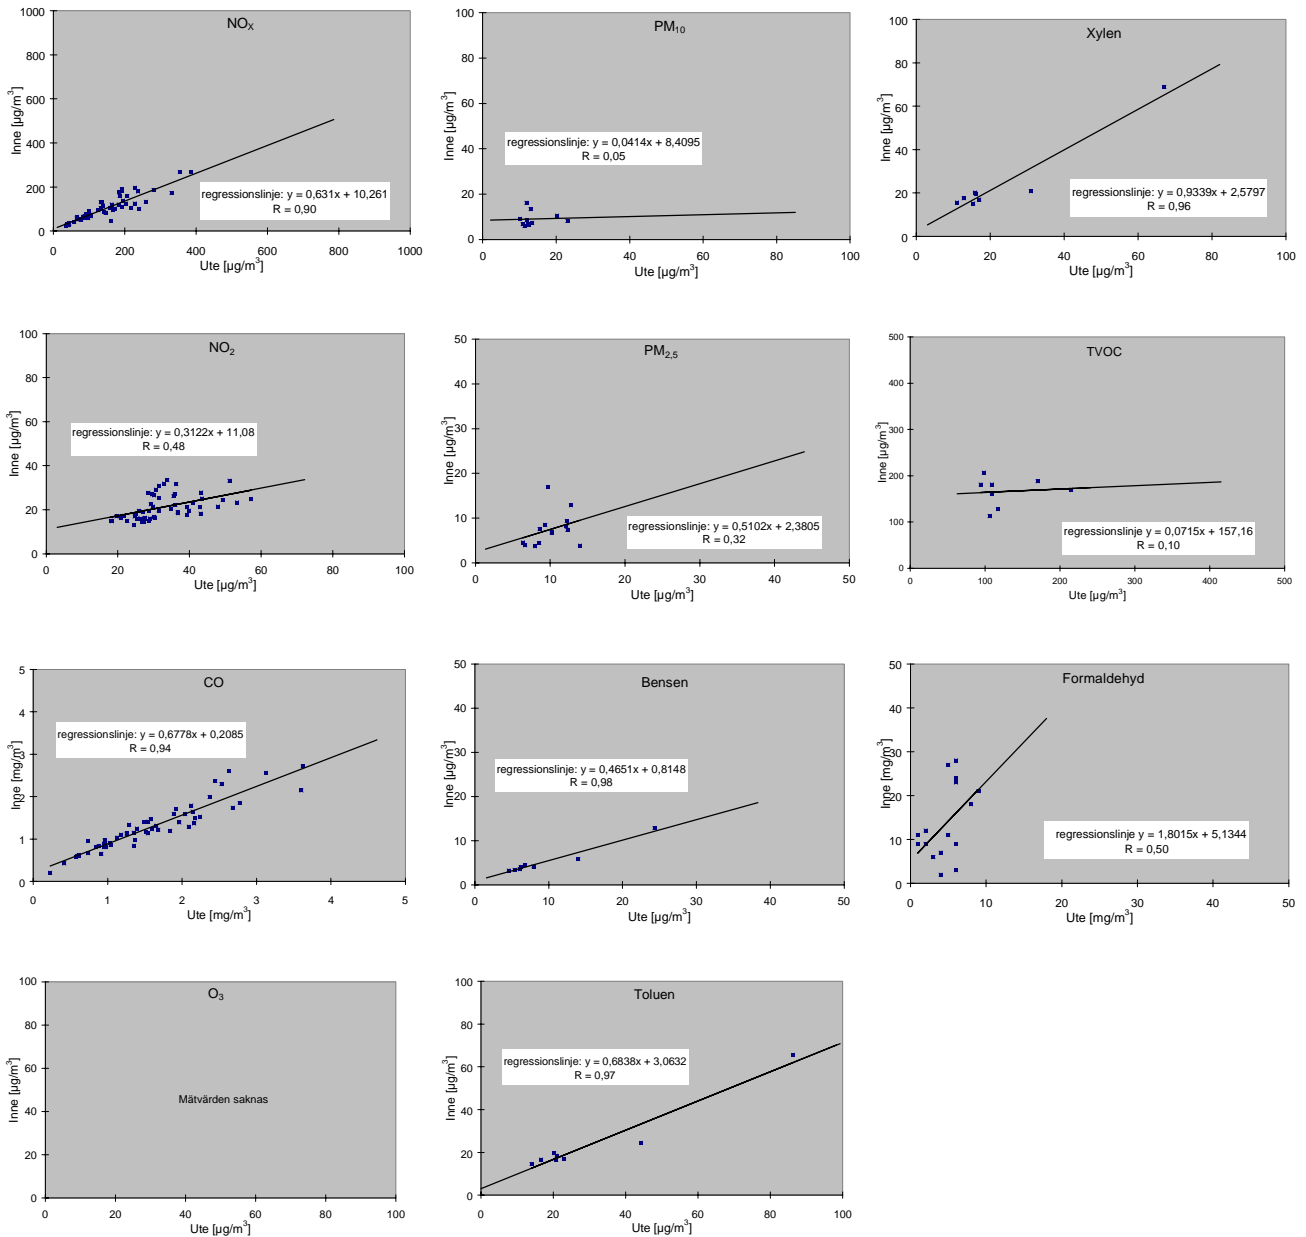 NOX
Inne [µg/m3]
1000
800
600
400
200
0
regressionslinje: y = 0,631x + 10,261
R = 0,90
0 200 400 600 800 1000
Ute [µg/m3]
PM10
Inne [µg/m3]
100
80
60
40
20
0
regressionslinje: y = 0,0414x + 8,4095
R = 0,05
0 20 40 60 80 100
Ute [µg/m3]
Xylen
Inne [µg/m3]
100
80
60
40
20
0
regressionslinje: y = 0,9339x + 2,5797
R = 0,96
0 20 40 60 80 100
Ute [µg/m3]
NO2
Inne [µg/m3]
100
80
60
40
20
0
regressionslinje: y = 0,3122x + 11,08
R = 0,48
0 20 40 60 80 100
Ute [µg/m3]
PM2,5
Inne [µg/m3]
50
40
30
20
10
0
regressionslinje: y = 0,5102x + 2,3805
R = 0,32
0 10 20 30 40 50
Ute [µg/m3]
TVOC
Inne [µg/m3]
500
400
300
200
100
0
regressionslinje y = 0,0715x + 157,16
R = 0,10
0 100 200 300 400 500
Ute [µg/m3]
CO
Inne [mg/m3]
5
4
3
2
1
0
regressionslinje: y = 0,6778x + 0,2085
R = 0,94
0 1 2 3 4 5
Ute [mg/m3]
Bensen
Inne [µg/m3]
50
40
30
20
10
0
regressionslinje: y = 0,4651x + 0,8148
R = 0,98
0 10 20 30 40 50
Ute [µg/m3]
Formaldehyd
Inne [mg/m3]
50
40
30
20
10
0
regressionslinje y = 1,8015x + 5,1344
R = 0,50
0 10 20 30 40 50
Ute [mg/m3]
O3
Inne [µg/m3]
100
80
60
40
20
0
Mätvärden saknas
0 20 40 60 80 100
Ute [µg/m3]
Toluen
Inne [µg/m3]
100
80
60
40
20
0
regressionslinje: y = 0,6838x + 3,0632
R = 0,97
0 20 40 60 80 100
Ute [µg/m3]